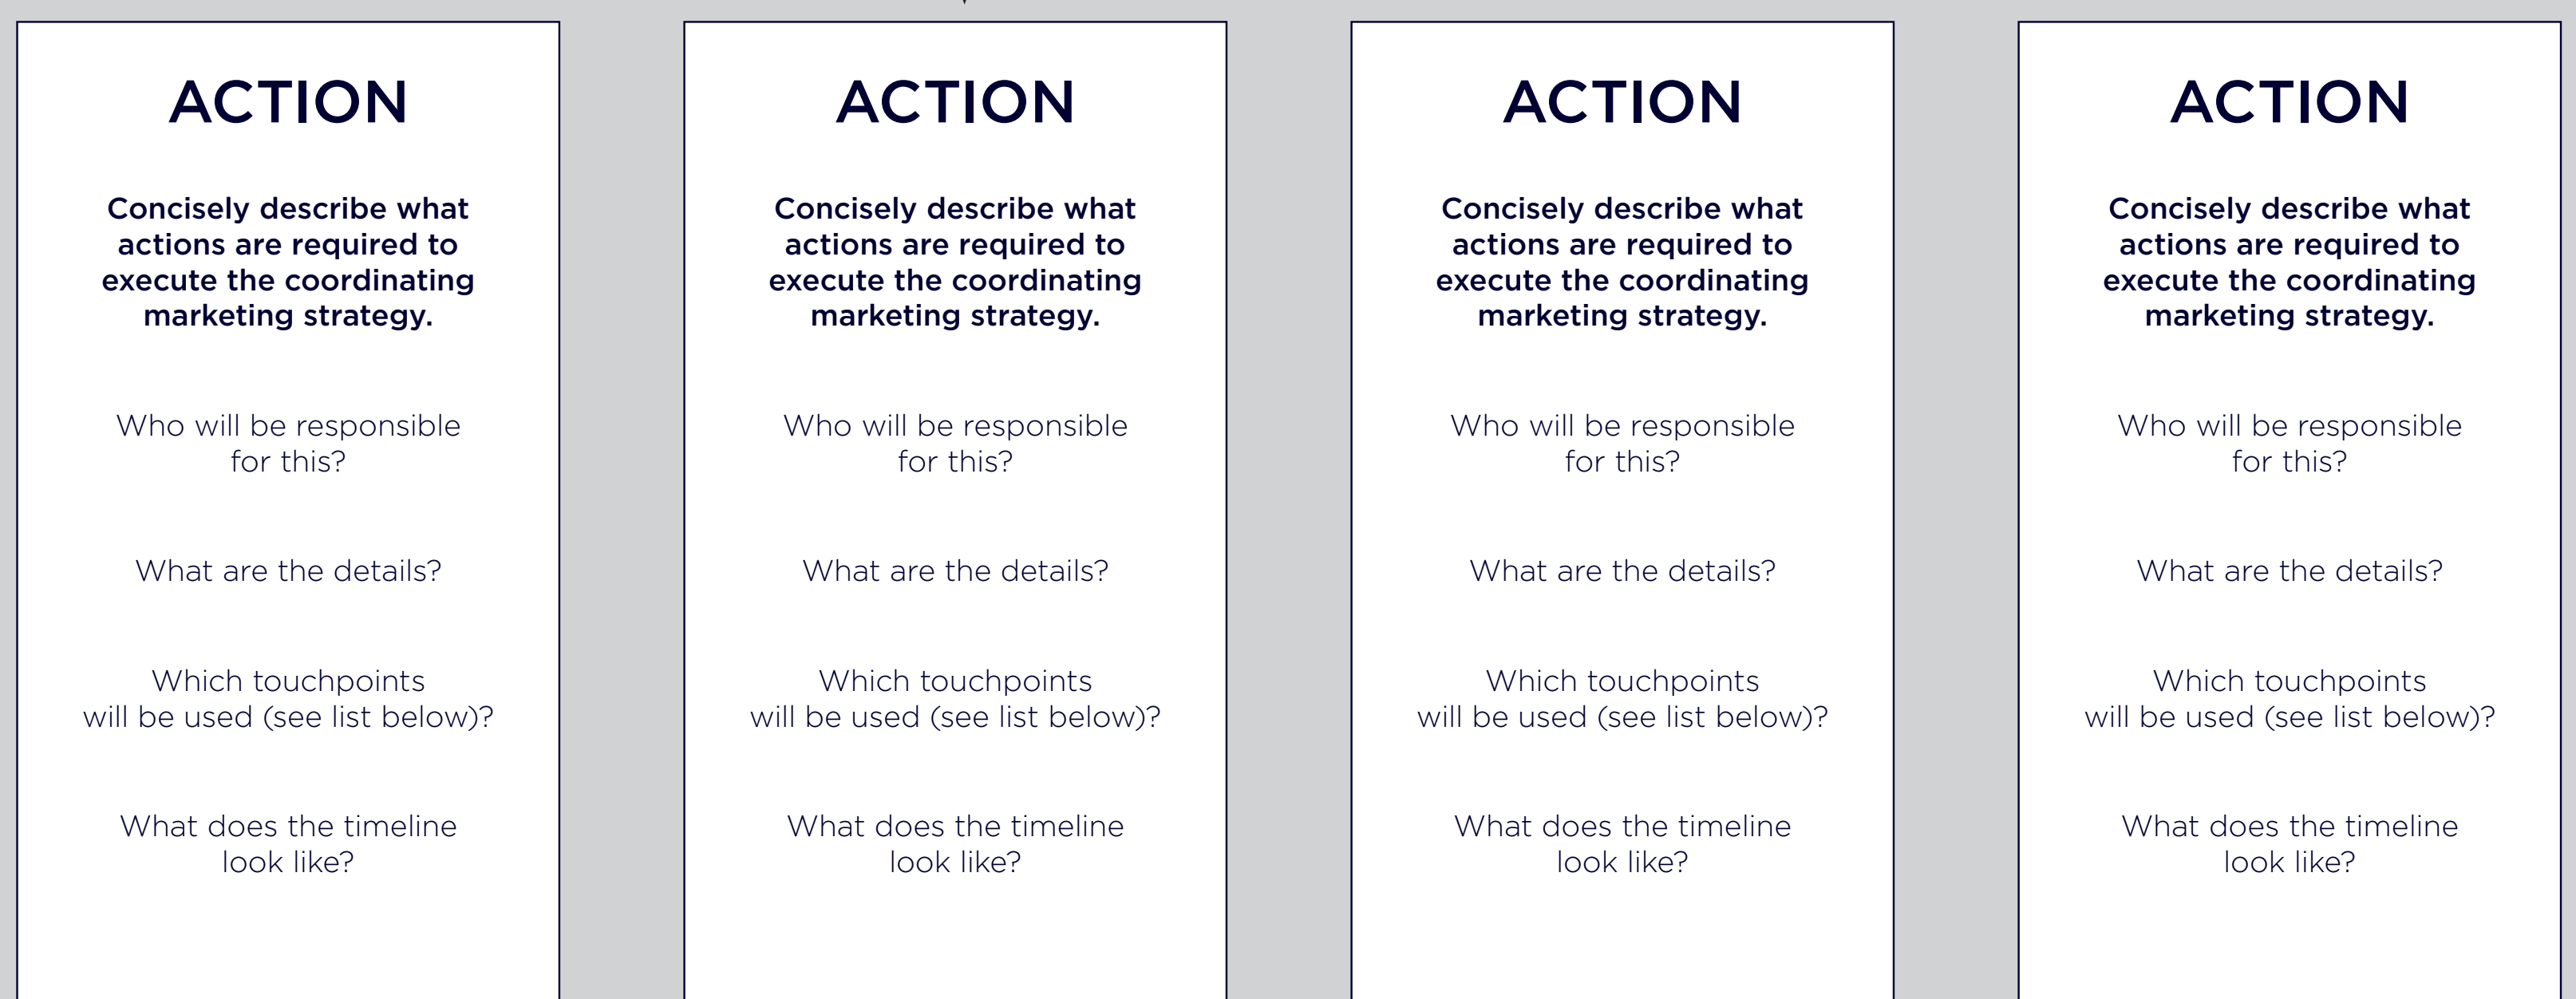 ACTION
Concisely describe what
actions are required to
execute the coordinating
marketing strategy.
Who will be responsible
for this?
What are the details?
Which touchpoints
will be used (see list below)?
What does the timeline
look like?
ACTION
Concisely describe what
actions are required to
execute the coordinating
marketing strategy.
Who will be responsible
for this?
What are the details?
Which touchpoints
will be used (see list below)?
What does the timeline
look like?
ACTION
Concisely describe what
actions are required to
execute the coordinating
marketing strategy.
Who will be responsible
for this?
What are the details?
Which touchpoints
will be used (see list below)?
What does the timeline
look like?
ACTION
Concisely describe what
actions are required to
execute the coordinating
marketing strategy.
Who will be responsible
for this?
What are the details?
Which touchpoints
will be used (see list below)?
What does the timeline
look like?